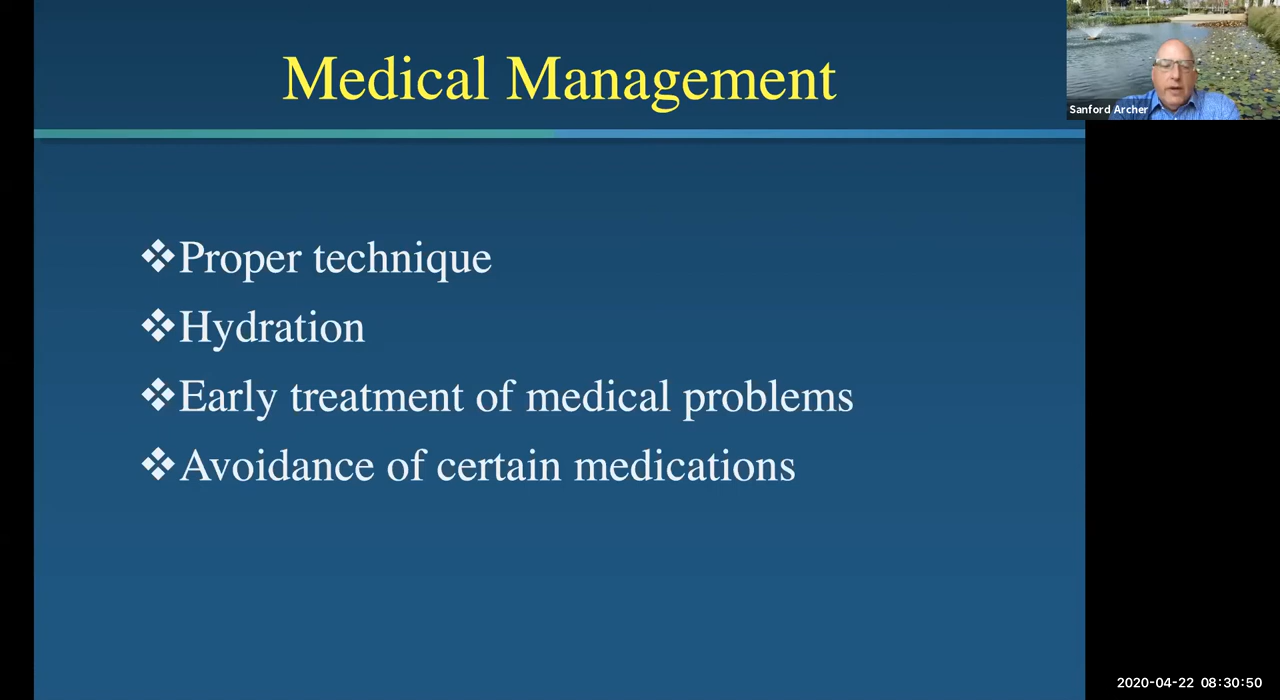 Medical Management
Sanford Archer
❖Proper technique
❖Hydration
❖Early treatment of medical problems
❖Avoidance of certain medications
2020-04-22 08:30:50